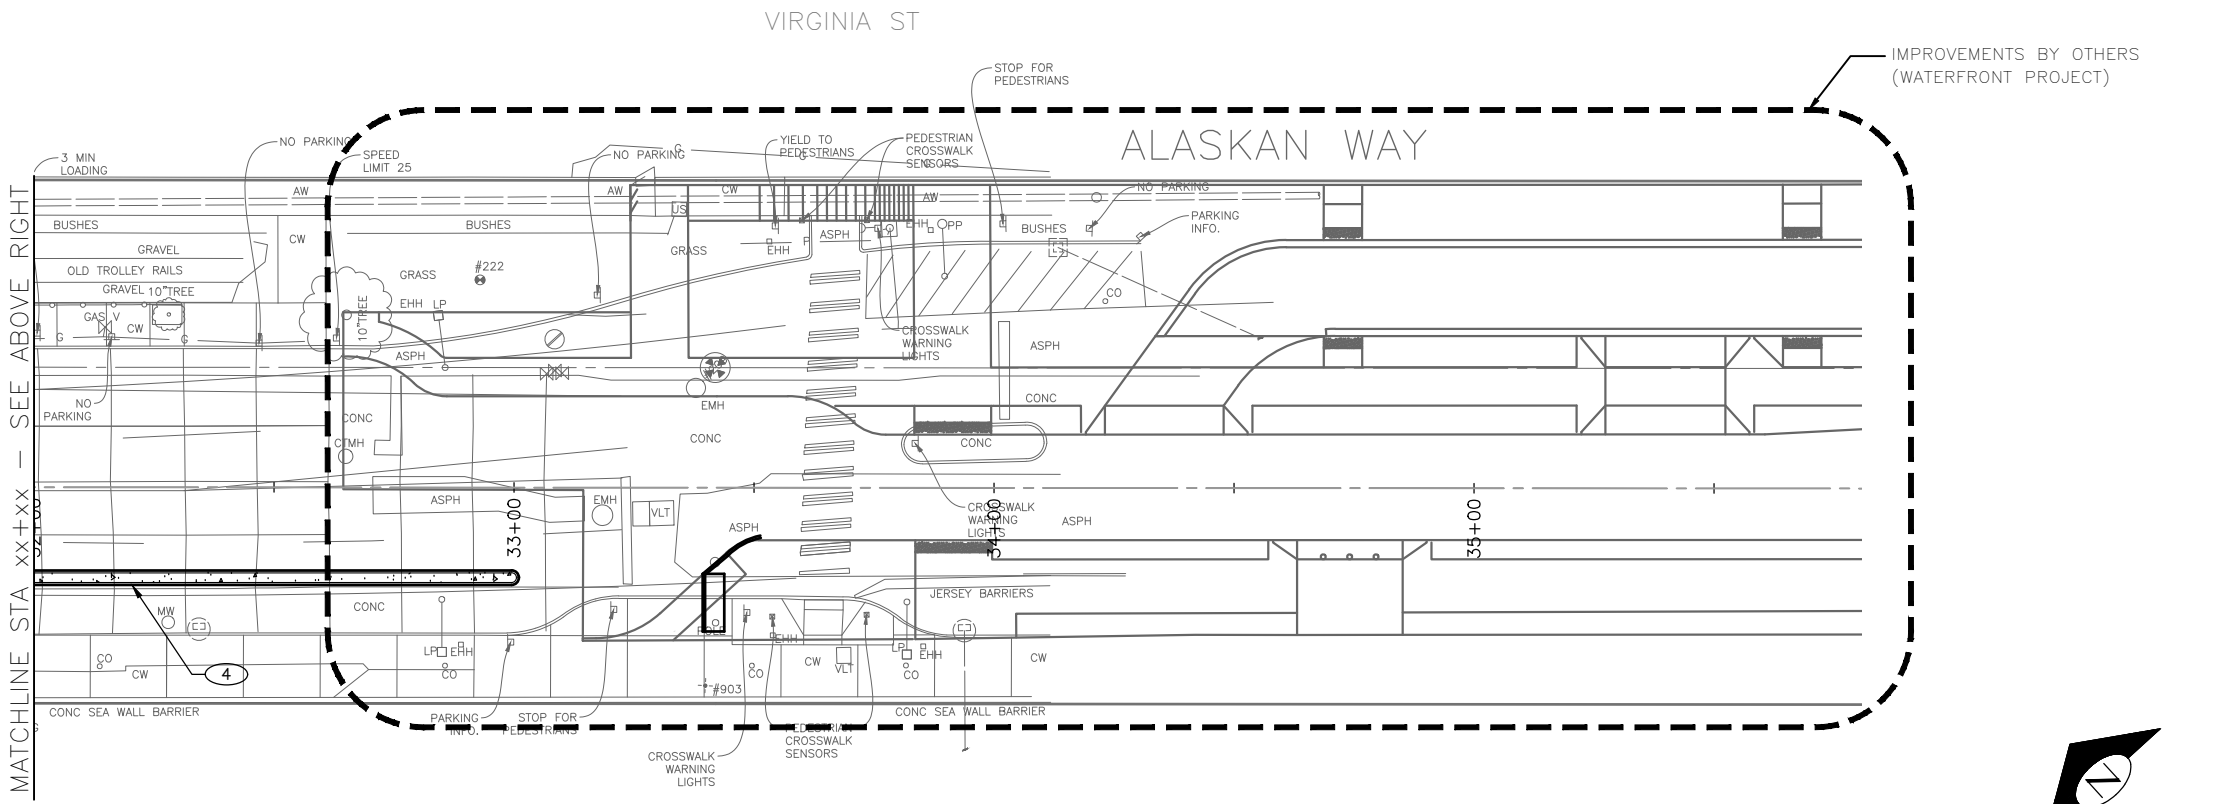 VIRGINIA ST
IMPROVEMENTS BY OTHERS
(WATERFRONT PROJECT)
STOP FOR
PEDESTRIANS
ALASKAN WAY
NO PARKING
YIELD TO
PEDESTRIANS
PEDESTRIAN
CROSSWALK
SENSORS
G
G
G
3 MIN
LOADING
SPEED
LIMIT 25
NO PARKING
AW
AW
CW
AW
NO PARKING
US
BUSHES
CW
BUSHES
ASPH
EHH
PP
BUSHES
PARKING
INFO.
P
GRAVEL
GRASS
EHH
OLD TROLLEY RAILS
GRASS
#222
GRAVEL
10"TREE
EHH
LP
10"TREE
CO
GAS V
CW
G
G
CROSSWALK
WARNING
LIGHTS
ASPH
ASPH
NO
PARKING
EMH
CONC
CONC
CTMH
CONC
CONC
MATCHLINE STA xx+xx - SEE ABOVE RIGHT
ASPH
EMH
VLT
CROSSWALK
WARNING
LIGHTS
ASPH
ASPH
32+00
33+00
34+00
35+00
MW
CONC
JERSEY BARRIERS
POLE
EHH
LP
EHH
LP
EHH
CO
CW
4
CO
CO
CW
VLT
CO
CW
#903
CONC SEA WALL BARRIER
CONC SEA WALL BARRIER
G
PARKING
INFO.
STOP FOR
PEDESTRIANS
PEDESTRIAN
CROSSWALK
SENSORS
CROSSWALK
WARNING
LIGHTS
N